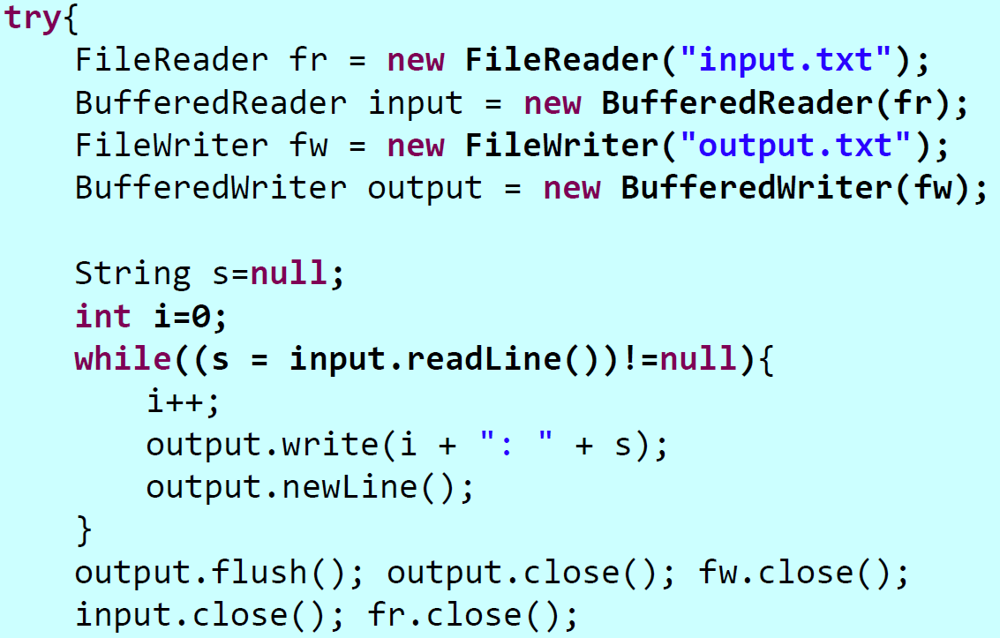 try{
    FileReader fr = new FileReader("input.txt");
    BufferedReader input = new BufferedReader(fr);
    FileWriter fw = new FileWriter("output.txt");
    BufferedWriter output = new BufferedWriter(fw);

    String s=null;
    int i=0;
    while((s = input.readLine())!=null){
        i++;
        output.write(i + ": " + s);
        output.newLine();
    }
    output.flush(); output.close(); fw.close();
    input.close(); fr.close();